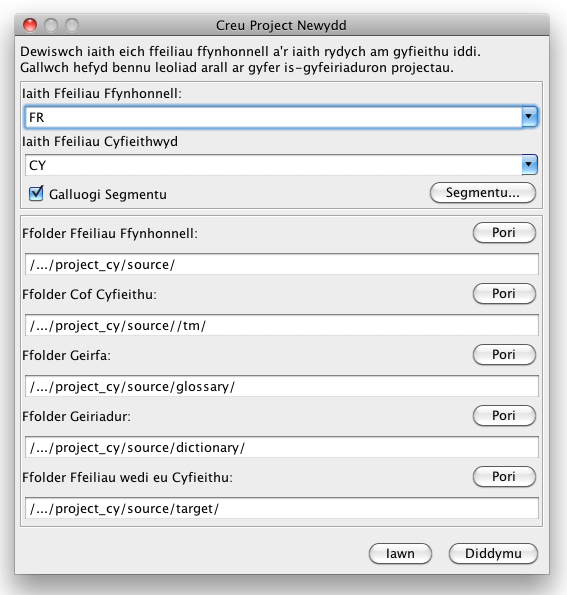 Creu Project Newydd
Dewiswch iaith eich ffeiliau ffynhonnell a'r iaith rydych am gyfieithu iddi.
Gallwch hefyd bennu leoliad arall ar gyfer is-gyfeiriaduron projectau.
Iaith Ffeiliau Ffynhonnell:
FR
Iaith Ffeiliau Cyfieithwyd
CY
Galluogi Segmentu Segmentu...
Ffolder Ffeiliau Ffynhonnell: Pori
/.../project_cy/source/
Ffolder Cof Cyfieithu: Pori
/.../project_cy/source//tm/
Ffolder Geirfa: Pori
/.../project_cy/source/glossary/
Ffolder Geiriadur: Pori
/.../project_cy/source/dictionary/
Ffolder Ffeiliau wedi eu Cyfieithu: Pori
/.../project_cy/source/target/
Iawn Diddymu